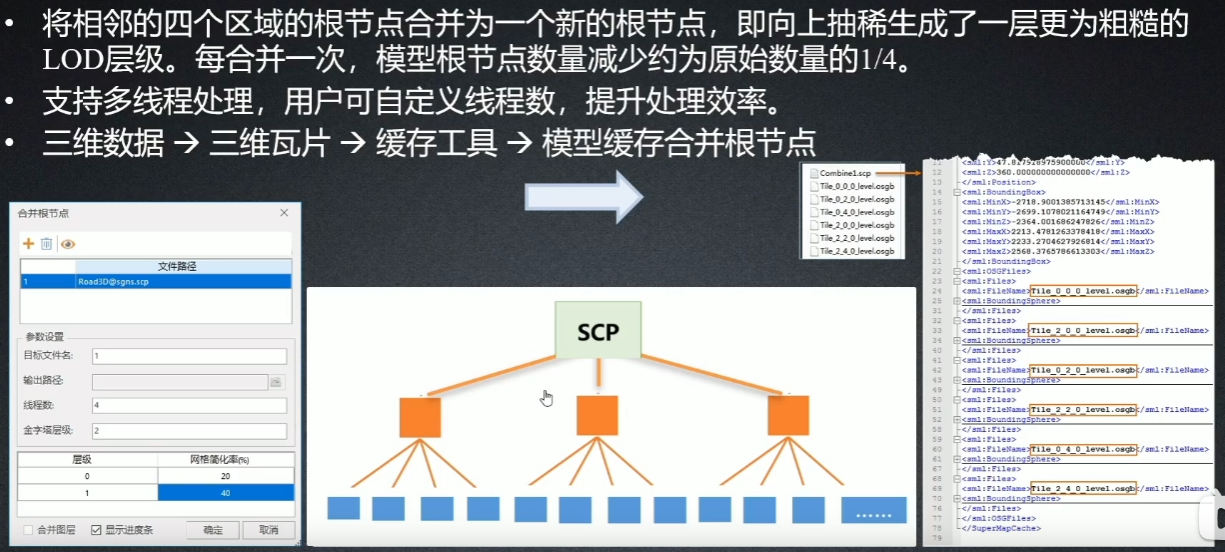 • 将相邻的四个区域的根节点合并为一个新的根节点，即向上抽稀生成了一层更为粗糙的
LOD层级。每合并一次，模型根节点数量减少约为原始数量的1/4。
• 支持多线程处理，用户可自定义线程数，提升处理效率。
• 三维数据 → 三维瓦片 → 缓存工具 → 模型缓存合并根节点
合并根节点
文件路径
1 Road3D@sgns.scp
参数设置
目标文件名: 1
输出路径:
线程数: 4
金字塔层级: 2
层级 网格简化率(%)
0 20
1 40
合并图层 显示进度条 确定 取消
SCP
......
Combine1.scp
Tile_0_0_0_level.osgb
Tile_0_2_0_level.osgb
Tile_0_4_0_level.osgb
Tile_2_0_0_level.osgb
Tile_2_2_0_level.osgb
Tile_2_4_0_level.osgb
12 <sml:Z>360.000000000000000</sml:Z>
13 </sml:Position>
14 <sml:BoundingBox>
15 <sml:MinX>-2718.9001385713145</sml:MinX>
16 <sml:MinY>-2699.1078021164749</sml:MinY>
17 <sml:MinZ>-2364.001686247826</sml:MinZ>
18 <sml:MaxX>2213.4781263378418</sml:MaxX>
19 <sml:MaxY>2233.2704627926814</sml:MaxY>
20 <sml:MaxZ>2568.3765786613303</sml:MaxZ>
21 </sml:BoundingBox>
22 <sml:OSGFiles>
23 <sml:Files>
24 <sml:FileName>Tile_0_0_0_level.osgb</sml:FileName>
25 <sml:BoundingSphere>
31 </sml:Files>
32 <sml:Files>
33 <sml:FileName>Tile_2_0_0_level.osgb</sml:FileName>
34 <sml:BoundingSphere>
40 </sml:Files>
41 <sml:Files>
42 <sml:FileName>Tile_0_2_0_level.osgb</sml:FileName>
43 <sml:BoundingSphere>
49 </sml:Files>
50 <sml:Files>
51 <sml:FileName>Tile_2_2_0_level.osgb</sml:FileName>
52 <sml:BoundingSphere>
58 </sml:Files>
59 <sml:Files>
60 <sml:FileName>Tile_0_4_0_level.osgb</sml:FileName>
61 <sml:BoundingSphere>
67 </sml:Files>
68 <sml:Files>
69 <sml:FileName>Tile_2_4_0_level.osgb</sml:FileName>
70 <sml:BoundingSphere>
76 </sml:Files>
77 </sml:OSGFiles>
78 </SuperMapCache>
79